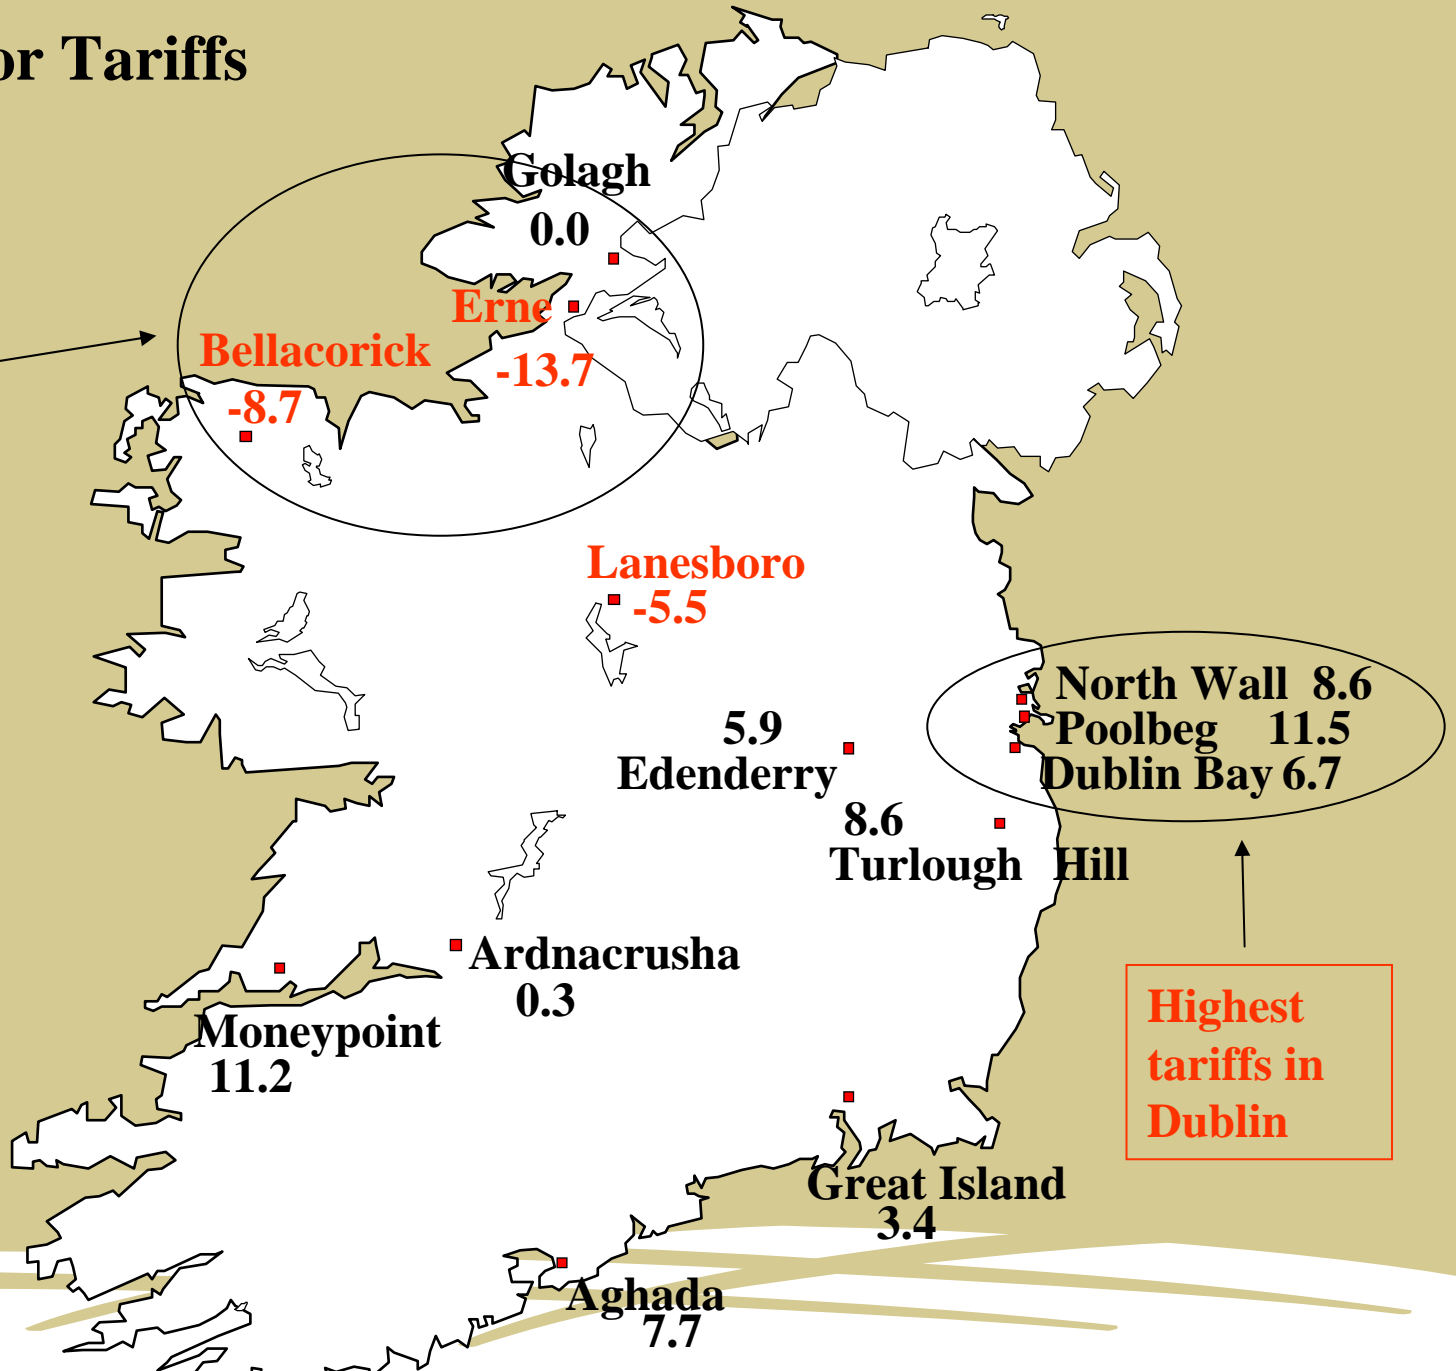 or Tariffs
Golagh
0.0
Erne
-13.7
Bellacorick
-8.7
Lanesboro
-5.5
North Wall 8.6
Poolbeg 11.5
Dublin Bay 6.7
5.9
Edenderry
8.6
Turlough Hill
Ardnacrusha
0.3
Moneypoint
11.2
Highest
tariffs in
Dublin
Great Island
3.4
Aghada
7.7